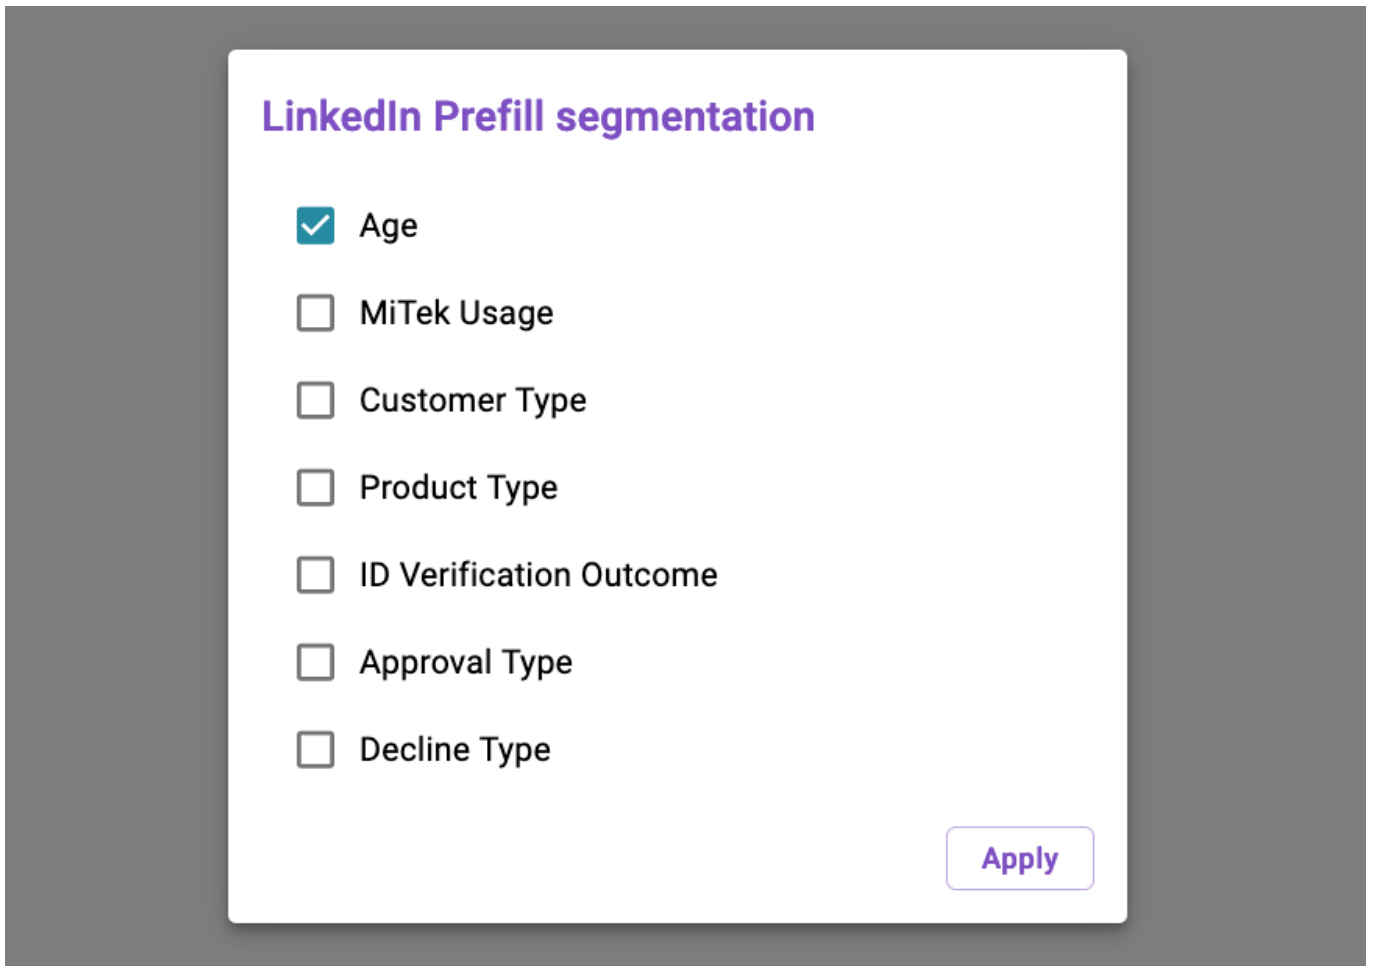 LinkedIn Prefill segmentation
Age
MiTek Usage
Customer Type
Product Type
ID Verification Outcome
Approval Type
Decline Type
Apply